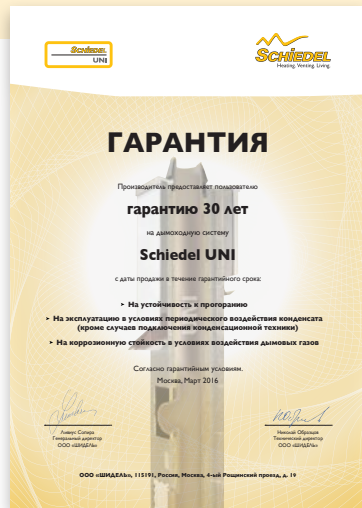 SCHIEDEL
UNI
SCHIEDEL
Heating. Venting. Living
ГАРАНТИЯ
Производитель предоставляет пользователю
гарантию 30 лет
на дымоходную систему
Schiedel UNI
с даты продажи в течение гарантийного срока:
➤ На устойчивость к прогоранию
➤ На эксплуатацию в условиях периодического воздействия конденсата
(кроме случаев подключения конденсационной техники)
➤ На коррозионную стойкость в условиях воздействия дымовых газов
Согласно гарантийным условиям.
Москва, Март 2016
Ливиус Сопира
Генеральный директор
ООО «ШИДЕЛЬ»
Николай Образцов
Технический директор
ООО «ШИДЕЛЬ»
ООО «ШИДЕЛЬ», 115191, Россия, Москва, 4-ый Рощинский проезд, д. 19